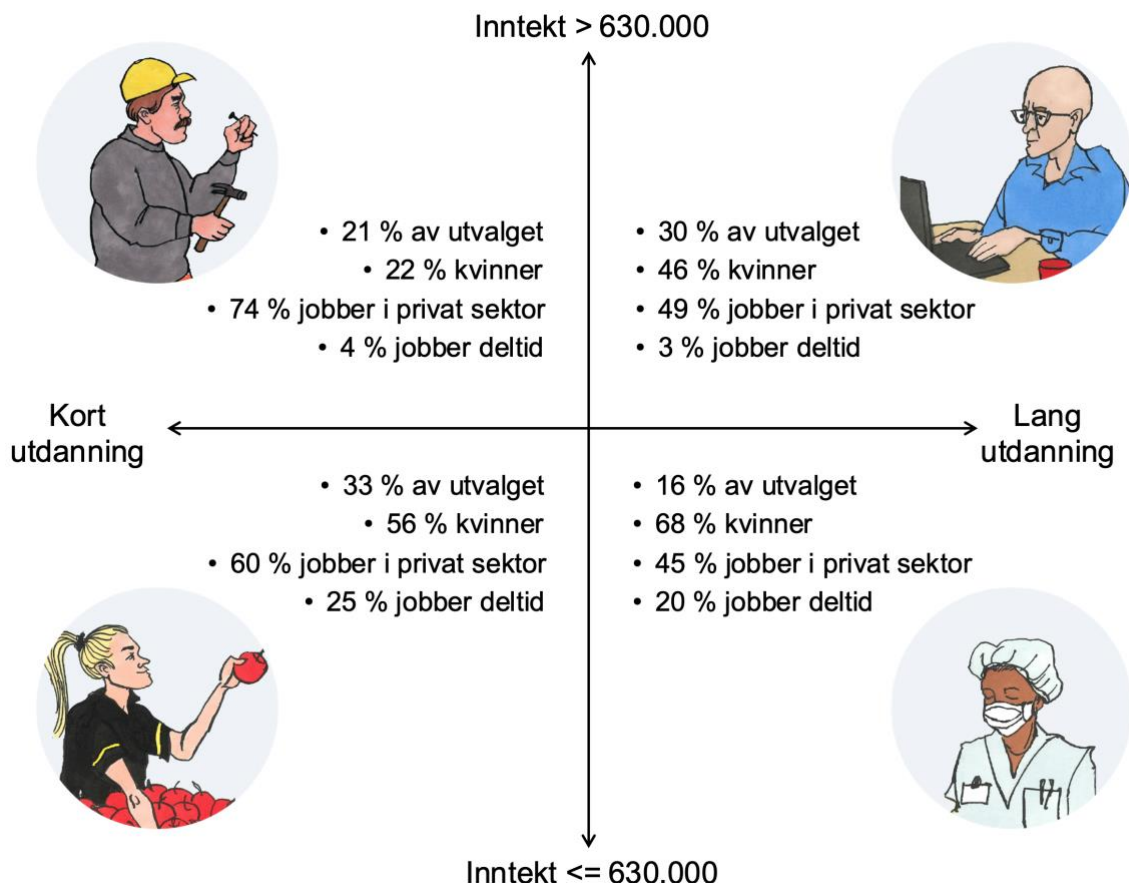 Inntekt > 630.000
• 21 % av utvalget
• 22 % kvinner
• 74 % jobber i privat sektor
• 4 % jobber deltid
• 30 % av utvalget
• 46 % kvinner
• 49 % jobber i privat sektor
• 3 % jobber deltid
Kort
utdanning
Lang
utdanning
• 33 % av utvalget
• 56 % kvinner
• 60 % jobber i privat sektor
• 25 % jobber deltid
• 16 % av utvalget
• 68 % kvinner
• 45 % jobber i privat sektor
• 20 % jobber deltid
Inntekt <= 630.000